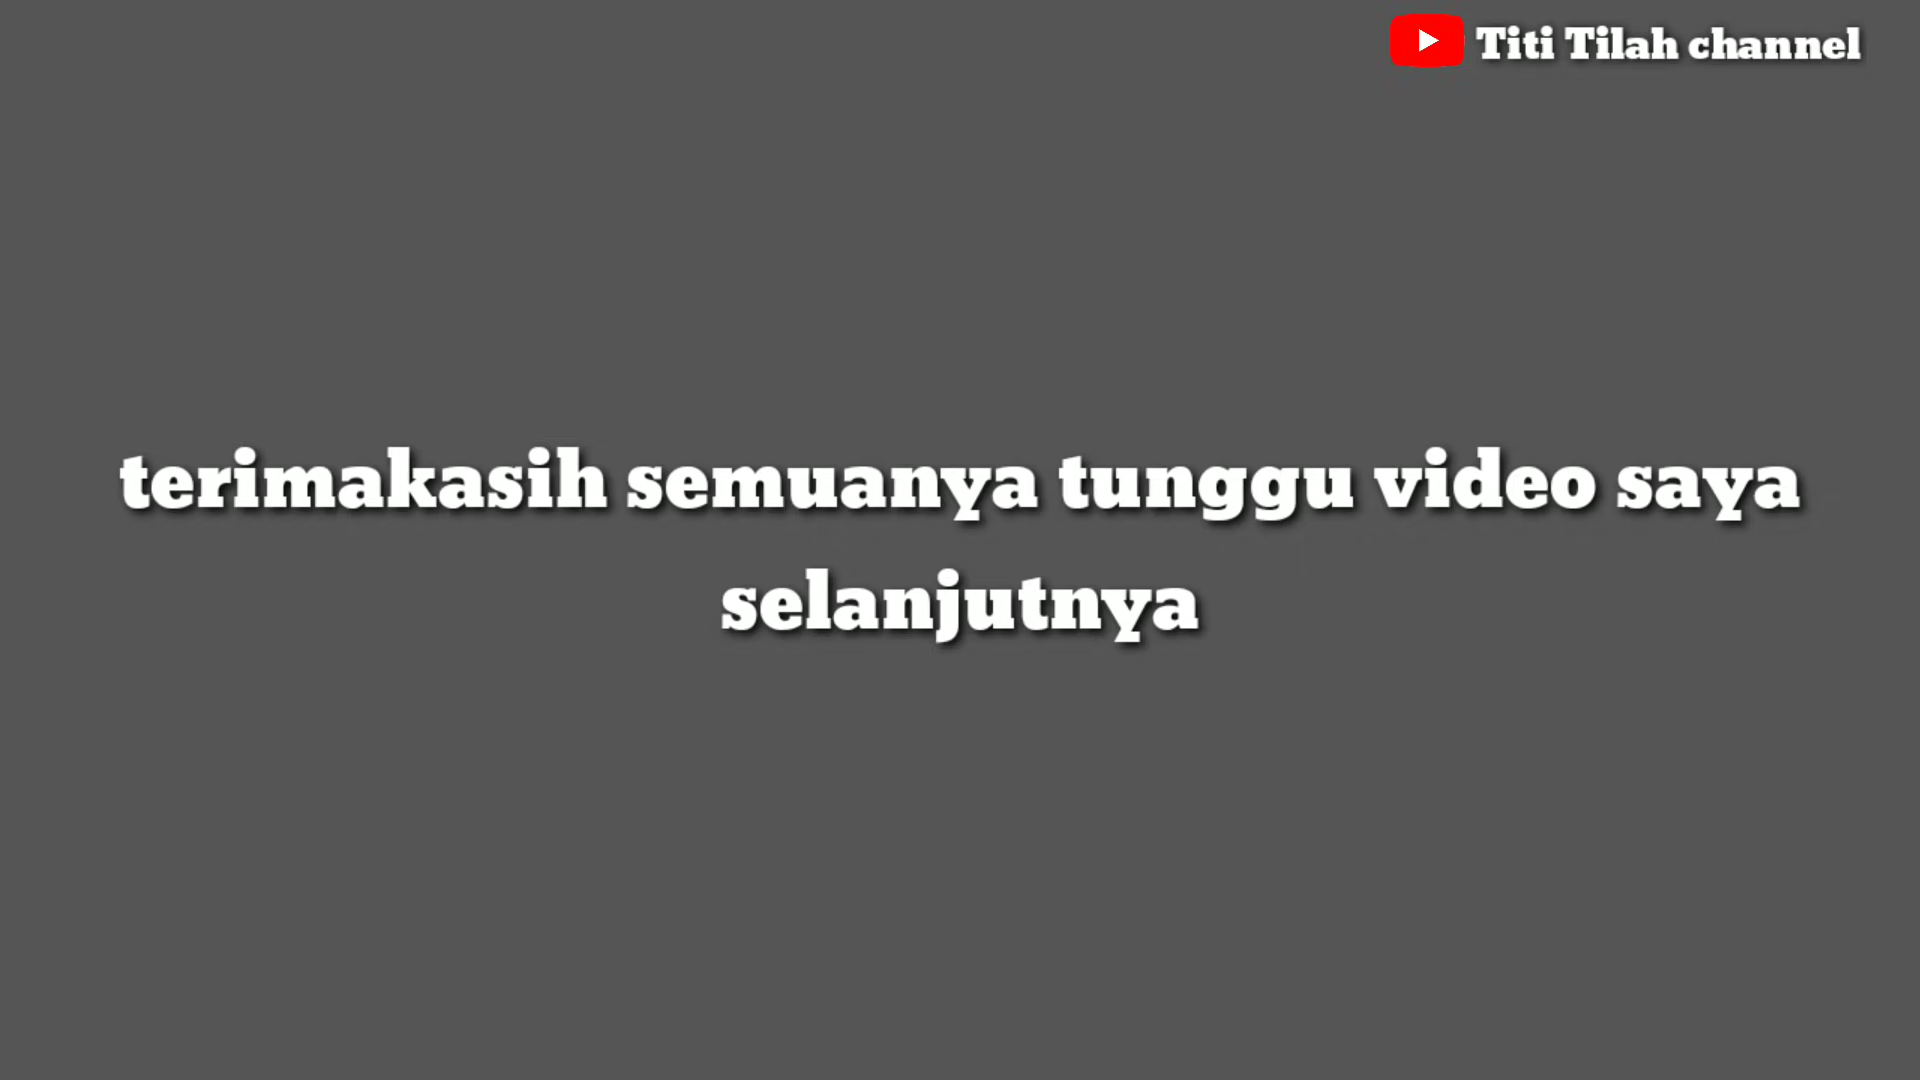 Titi Tilah channel
terimakasih semuanya tunggu video saya
selanjutnya